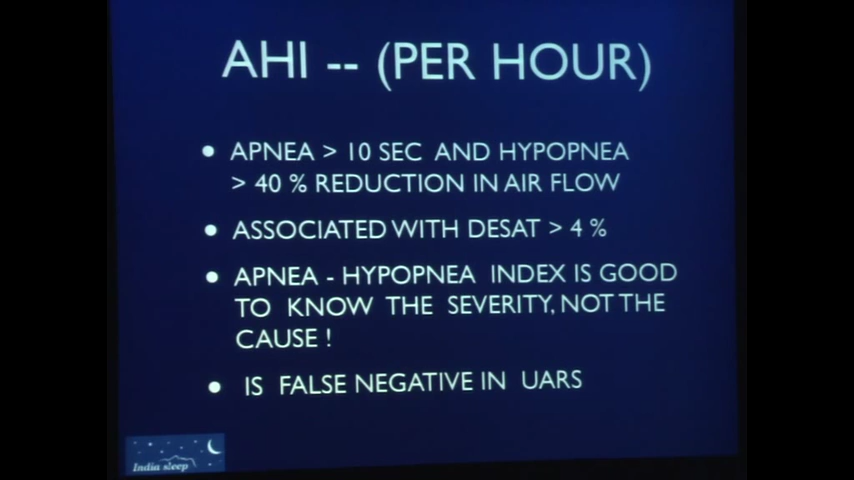 AHI -- (PER HOUR)
• APNEA > 10 SEC AND HYPOPNEA
> 40 % REDUCTION IN AIR FLOW
• ASSOCIATED WITH DESAT > 4 %
• APNEA - HYPOPNEA INDEX IS GOOD
TO KNOW THE SEVERITY, NOT THE
CAUSE !
• IS FALSE NEGATIVE IN UARS
India sleep